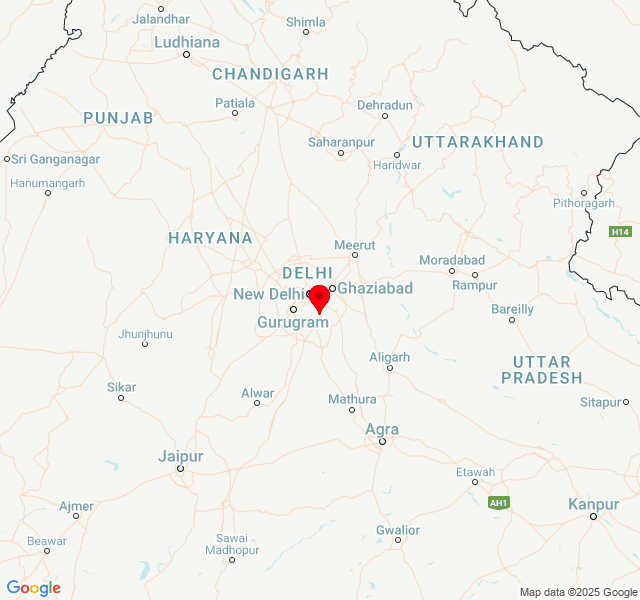 Jalandhar
Shimla
Ludhiana
CHANDIGARH
Patiala
Dehradun
PUNJAB
Saharanpur
UTTARAKHAND
Sri Ganganagar
Haridwar
Hanumangarh
Pithoragarh
H14
HARYANA
Meerut
Moradabad
DELHI
Rampur
New Delhi
Ghaziabad
Gurugram
Bareilly
Jhunjhunu
Aligarh
UTTAR
PRADESH
Sikar
Alwar
Mathura
Sitapur
Agra
Jaipur
Etawah
AH1
Ajmer
Kanpur
Gwalior
Beawar
Sawai
Madhopur
Google
Map data ©2025 Google